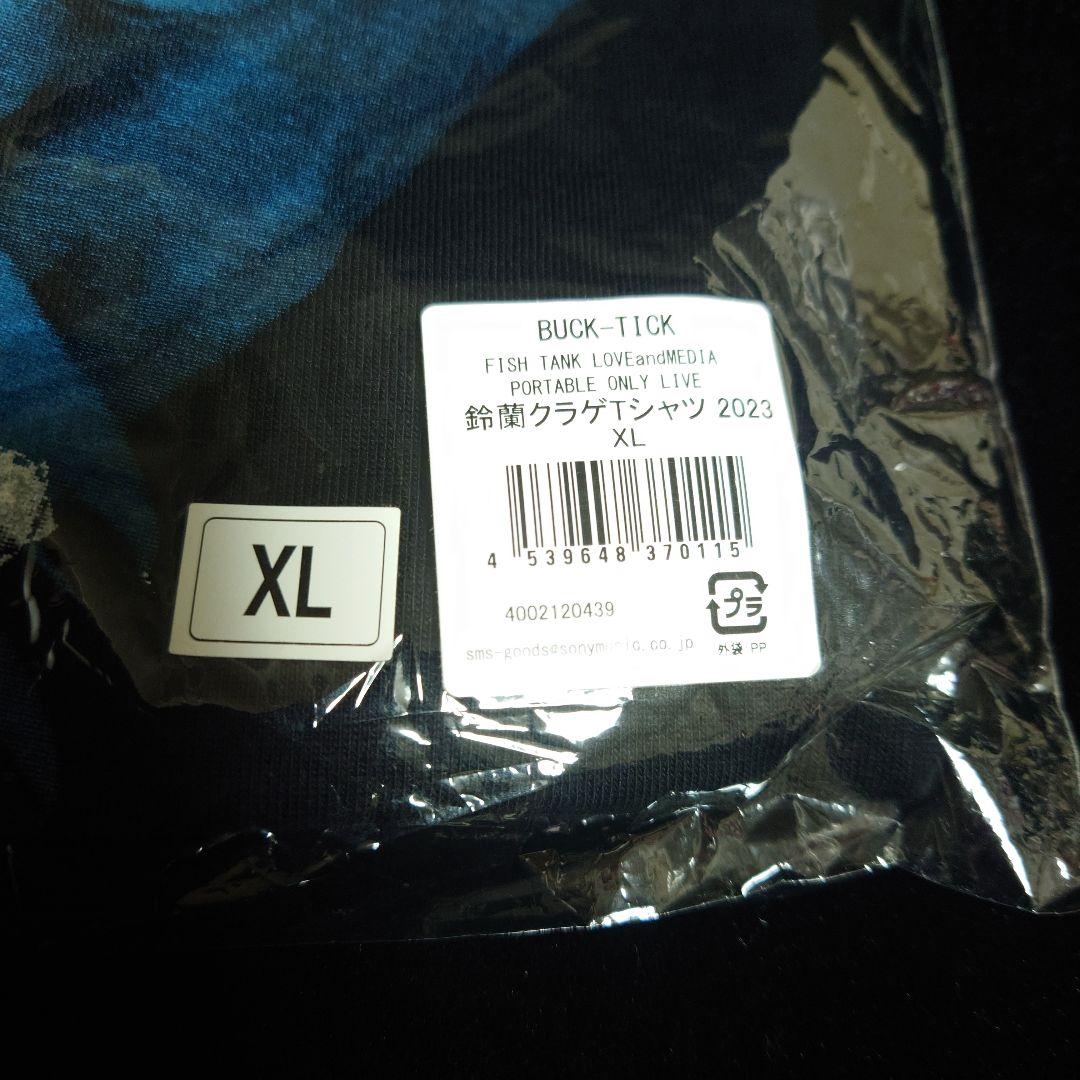 BUCK-TICK
FISH TANK LOVEandMEDIA
PORTABLE ONLY LIVE
鈴蘭クラゲTシャツ 2023
XL
4 539648 370115
4002120439
プラ
sms-goods@sonymusic.co.jp
外袋:PP
XL